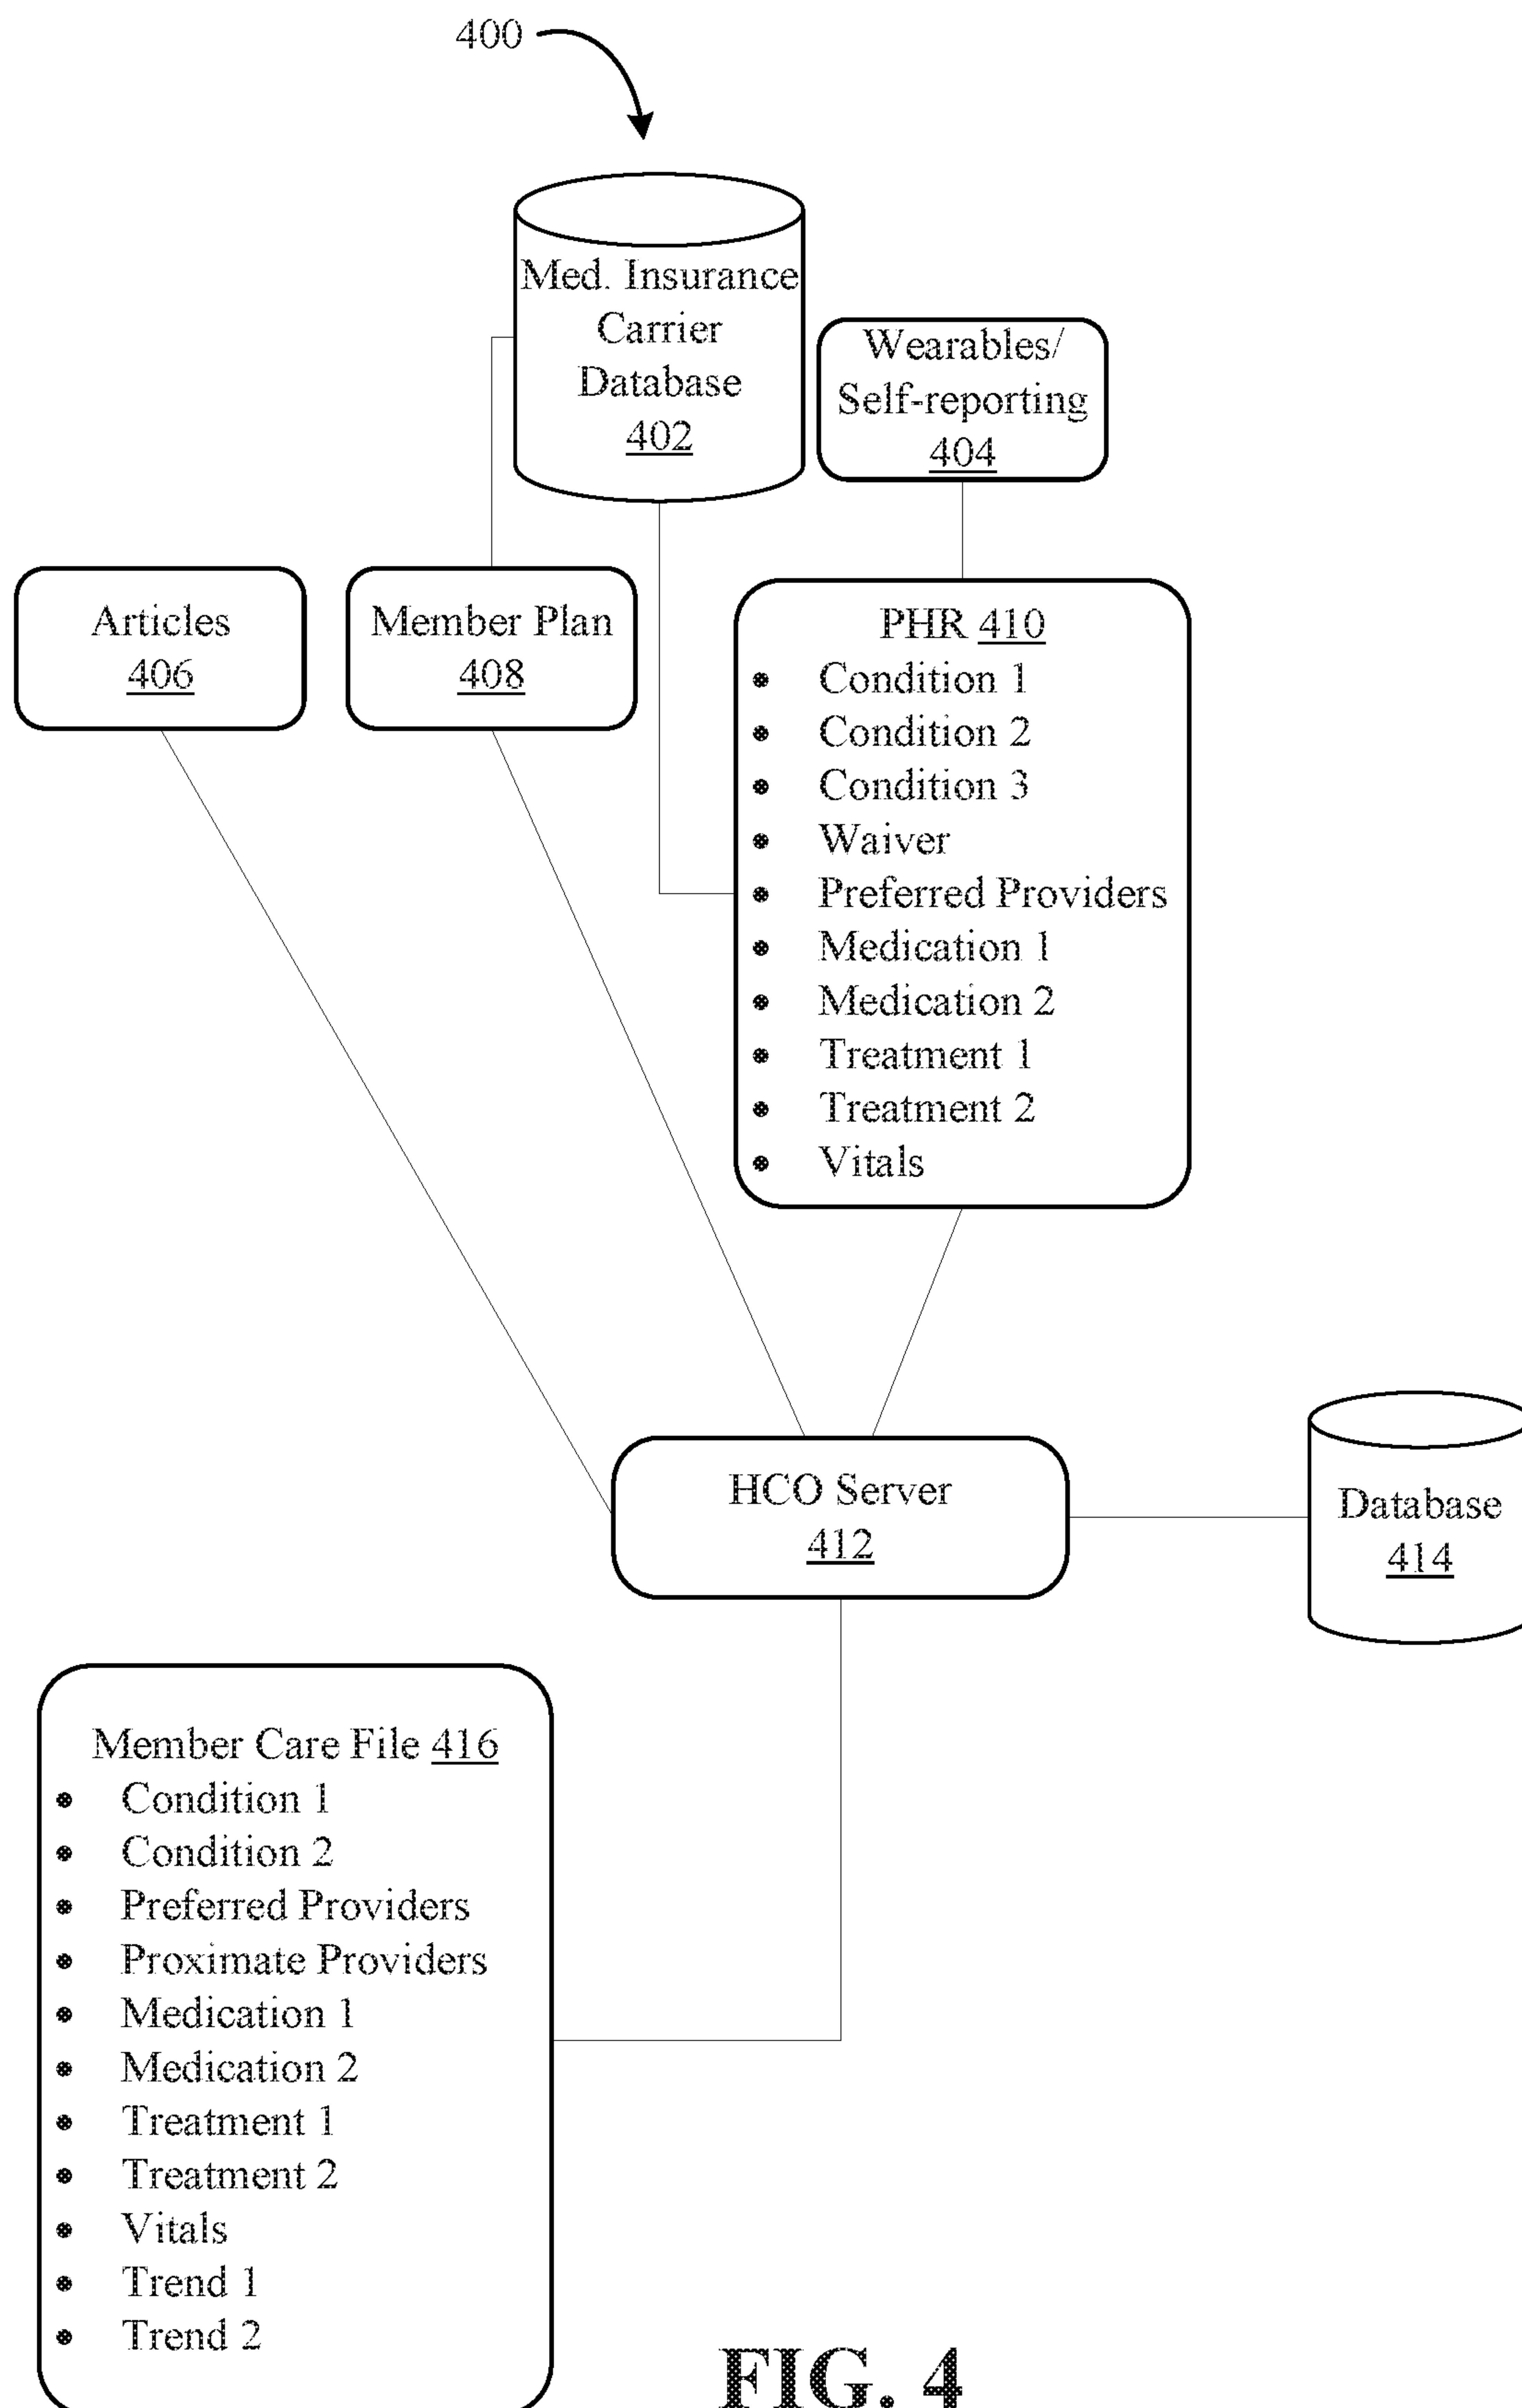 400
Med. Insurance
Carrier
Database
402
Wearables/
Self-reporting
404
Articles
406
Member Plan
408
PHR 410
• Condition 1
• Condition 2
• Condition 3
• Waiver
• Preferred Providers
• Medication 1
• Medication 2
• Treatment 1
• Treatment 2
• Vitals
HCO Server
412
Database
414
Member Care File 416
• Condition 1
• Condition 2
• Preferred Providers
• Proximate Providers
• Medication 1
• Medication 2
• Treatment 1
• Treatment 2
• Vitals
• Trend 1
• Trend 2
FIG. 4